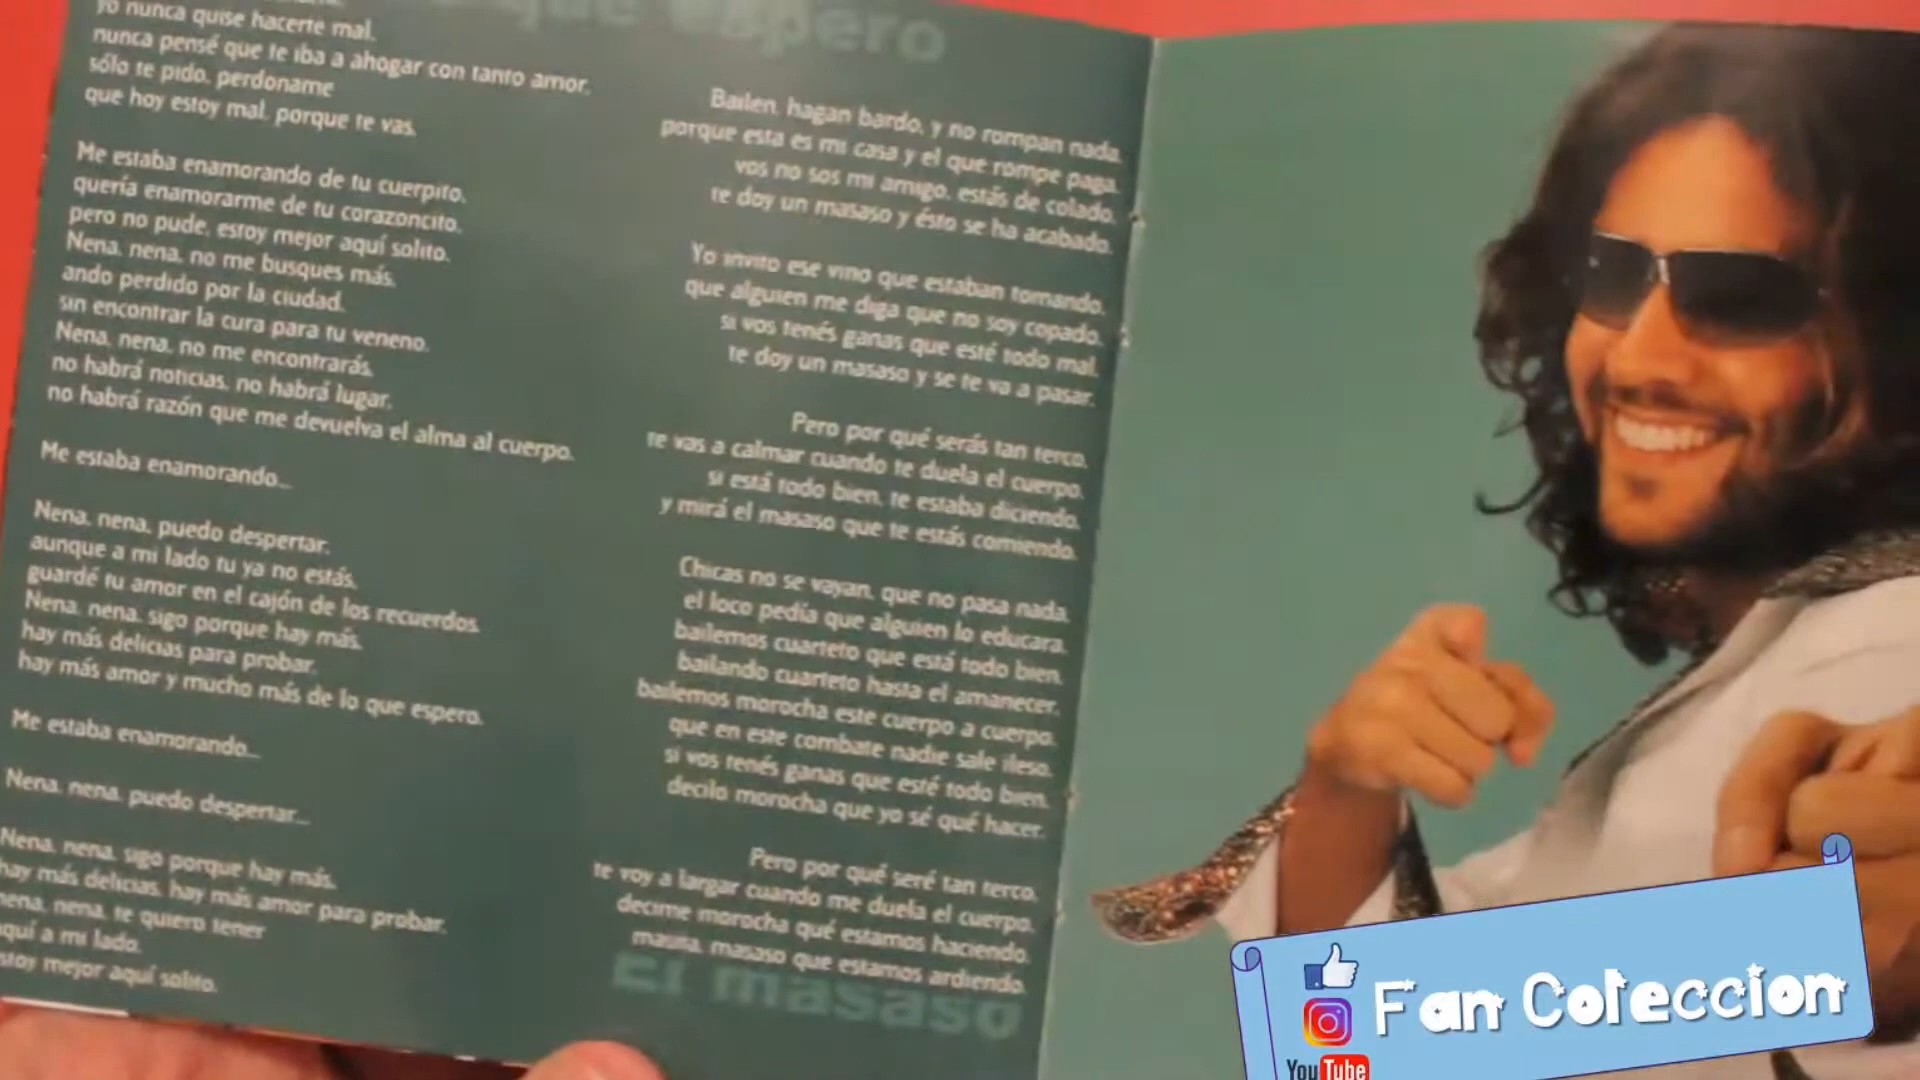 que espero
yo nunca quise hacerte mal.
nunca pensé que te iba a ahogar con tanto amor,
sólo te pido, perdoname
que hoy estoy mal, porque te vas.
Me estaba enamorando de tu cuerpito,
quería enamorarme de tu corazoncito,
pero no pude, estoy mejor aquí solito.
Nena, nena, no me busques más,
ando perdido por la ciudad,
sin encontrar la cura para tu veneno.
Nena, nena, no me encontrarás,
no habrá noticias, no habrá lugar,
no habrá razón que me devuelva el alma al cuerpo.
Me estaba enamorando...
Nena, nena, puedo despertar,
aunque a mi lado tu ya no estás,
guardé tu amor en el cajón de los recuerdos.
Nena, nena, sigo porque hay más,
hay más delicias para probar,
hay más amor y mucho más de lo que espero.
Me estaba enamorando...
Nena, nena, puedo despertar...
Nena, nena, sigo porque hay más,
hay más delicias, hay más amor para probar,
nena, nena, te quiero tener
aquí a mi lado,
estoy mejor aquí solito.
Bailen, hagan bardo, y no rompan nada,
porque esta es mi casa y el que rompe paga,
vos no sos mi amigo, estás de colado,
te doy un masaso y ésto se ha acabado.
Yo invito ese vino que estaban tomando,
que alguien me diga que no soy copado,
si vos tenés ganas que esté todo mal,
te doy un masaso y se te va a pasar.
Pero por qué serás tan terco,
te vas a calmar cuando te duela el cuerpo,
si está todo bien, te estaba diciendo,
y mirá el masaso que te estás comiendo.
Chicas no se vayan, que no pasa nada,
el loco pedía que alguien lo educara,
bailemos cuarteto que está todo bien,
bailando cuarteto hasta el amanecer,
bailemos morocha este cuerpo a cuerpo,
que en este combate nadie sale ileso,
si vos tenés ganas que esté todo bien,
decilo morocha que yo sé qué hacer.
Pero por qué seré tan terco,
te voy a largar cuando me duela el cuerpo,
decime morocha qué estamos haciendo,
masita, masaso que estamos ardiendo.
El masaso
Fan Coleccion
YouTube